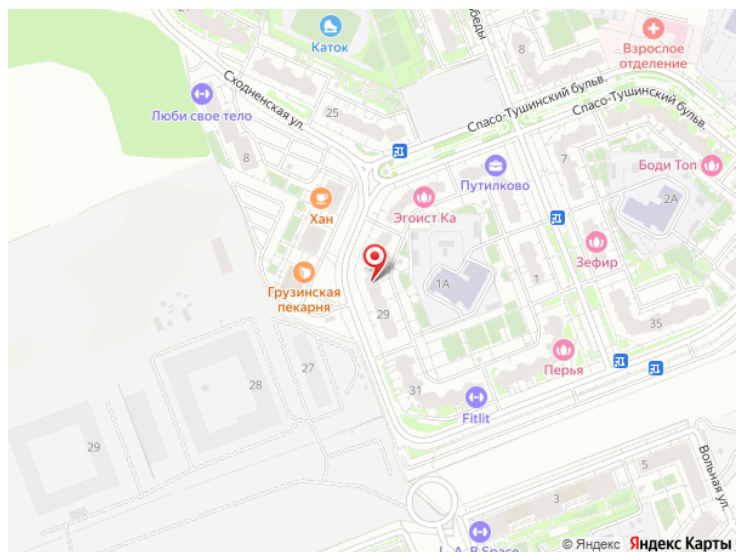 Каток
8
Взрослое
отделение
Сходненская ул.
Люби свое тело
25
Спасо-Тушинский бульв.
Спасо-Тушинский бульв.
8
7
Путилково
Боди Топ
Хан
Эгоист Ка
2А
Зефир
Грузинская
пекарня
1А
1
29
35
27
Перья
28
31
Fitlit
29
Вольная ул.
5
3
L_A_B Space
© Яндекс Яндекс Карты